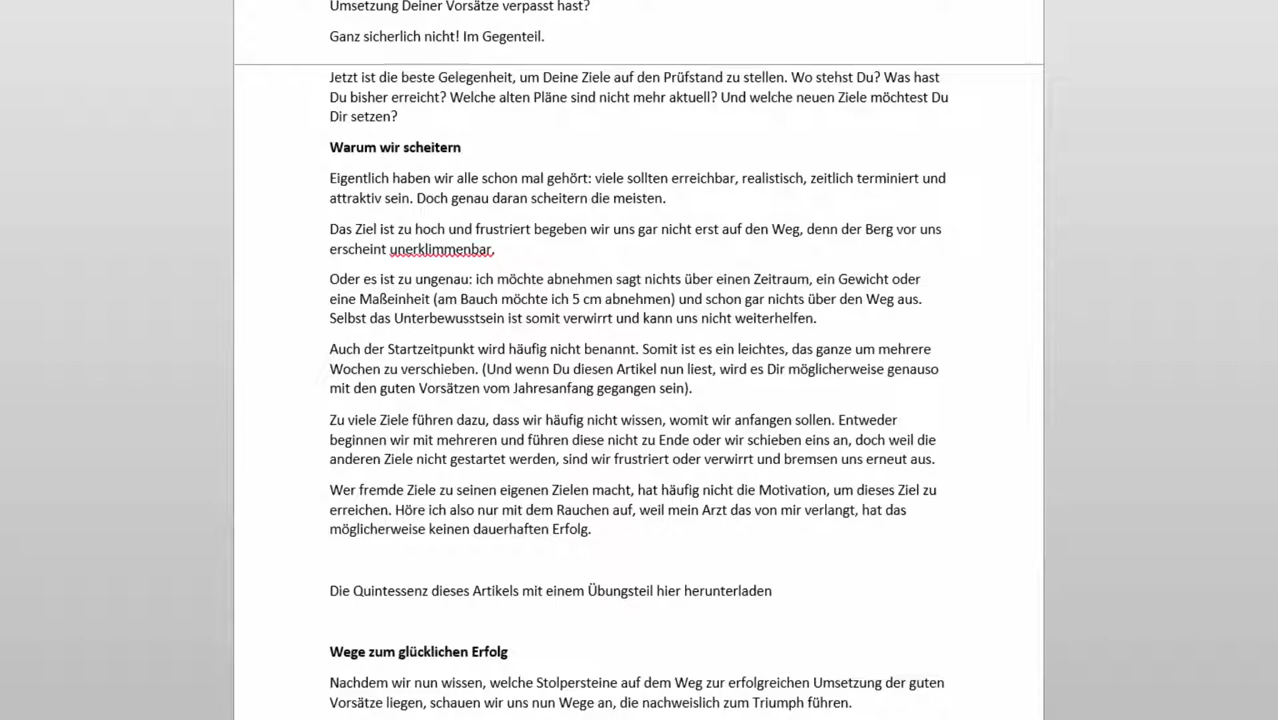 Umsetzung Deiner Vorsätze verpasst hast?
Ganz sicherlich nicht! Im Gegenteil.
Jetzt ist die beste Gelegenheit, um Deine Ziele auf den Prüfstand zu stellen. Wo stehst Du? Was hast
Du bisher erreicht? Welche alten Pläne sind nicht mehr aktuell? Und welche neuen Ziele möchtest Du
Dir setzen?
Warum wir scheitern
Eigentlich haben wir alle schon mal gehört: viele sollten erreichbar, realistisch, zeitlich terminiert und
attraktiv sein. Doch genau daran scheitern die meisten.
Das Ziel ist zu hoch und frustriert begeben wir uns gar nicht erst auf den Weg, denn der Berg vor uns
erscheint unerklimmenbar.
Oder es ist zu ungenau: ich möchte abnehmen sagt nichts über einen Zeitraum, ein Gewicht oder
eine Maßeinheit (am Bauch möchte ich 5 cm abnehmen) und schon gar nichts über den Weg aus.
Selbst das Unterbewusstsein ist somit verwirrt und kann uns nicht weiterhelfen.
Auch der Startzeitpunkt wird häufig nicht benannt. Somit ist es ein leichtes, das ganze um mehrere
Wochen zu verschieben. (Und wenn Du diesen Artikel nun liest, wird es Dir möglicherweise genauso
mit den guten Vorsätzen vom Jahresanfang gegangen sein).
Zu viele Ziele führen dazu, dass wir häufig nicht wissen, womit wir anfangen sollen. Entweder
beginnen wir mit mehreren und führen diese nicht zu Ende oder wir schieben eins an, doch weil die
anderen Ziele nicht gestartet werden, sind wir frustriert oder verwirrt und bremsen uns erneut aus.
Wer fremde Ziele zu seinen eigenen Zielen macht, hat häufig nicht die Motivation, um dieses Ziel zu
erreichen. Höre ich also nur mit dem Rauchen auf, weil mein Arzt das von mir verlangt, hat das
möglicherweise keinen dauerhaften Erfolg.
Die Quintessenz dieses Artikels mit einem Übungsteil hier herunterladen
Wege zum glücklichen Erfolg
Nachdem wir nun wissen, welche Stolpersteine auf dem Weg zur erfolgreichen Umsetzung der guten
Vorsätze liegen, schauen wir uns nun Wege an, die nachweislich zum Triumph führen.